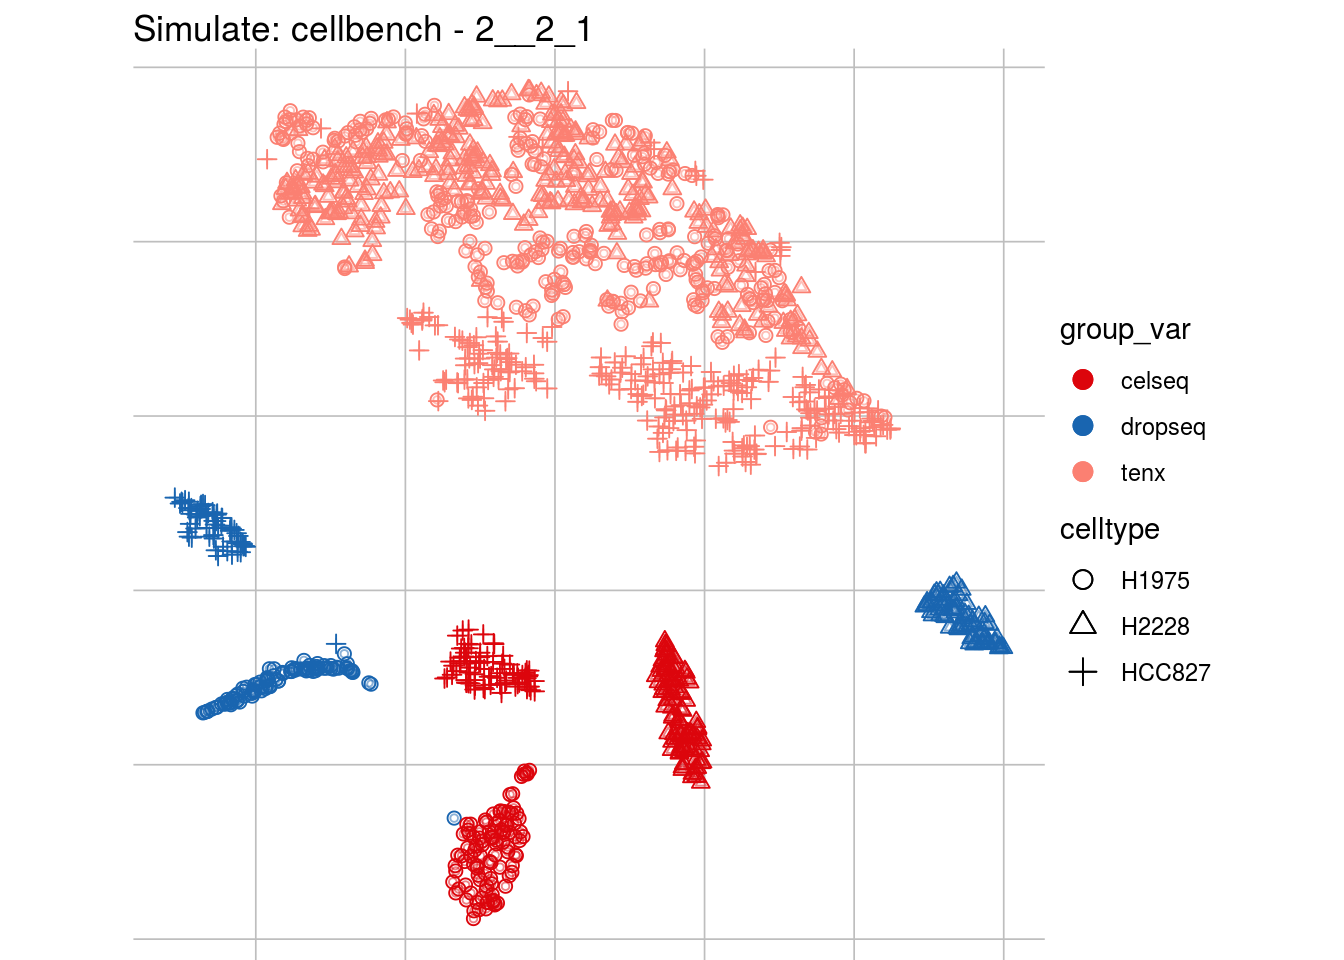 Simulate: cellbench - 2__2_1
group_var
celseq
dropseq
tenx
celltype
H1975
H2228
HCC827